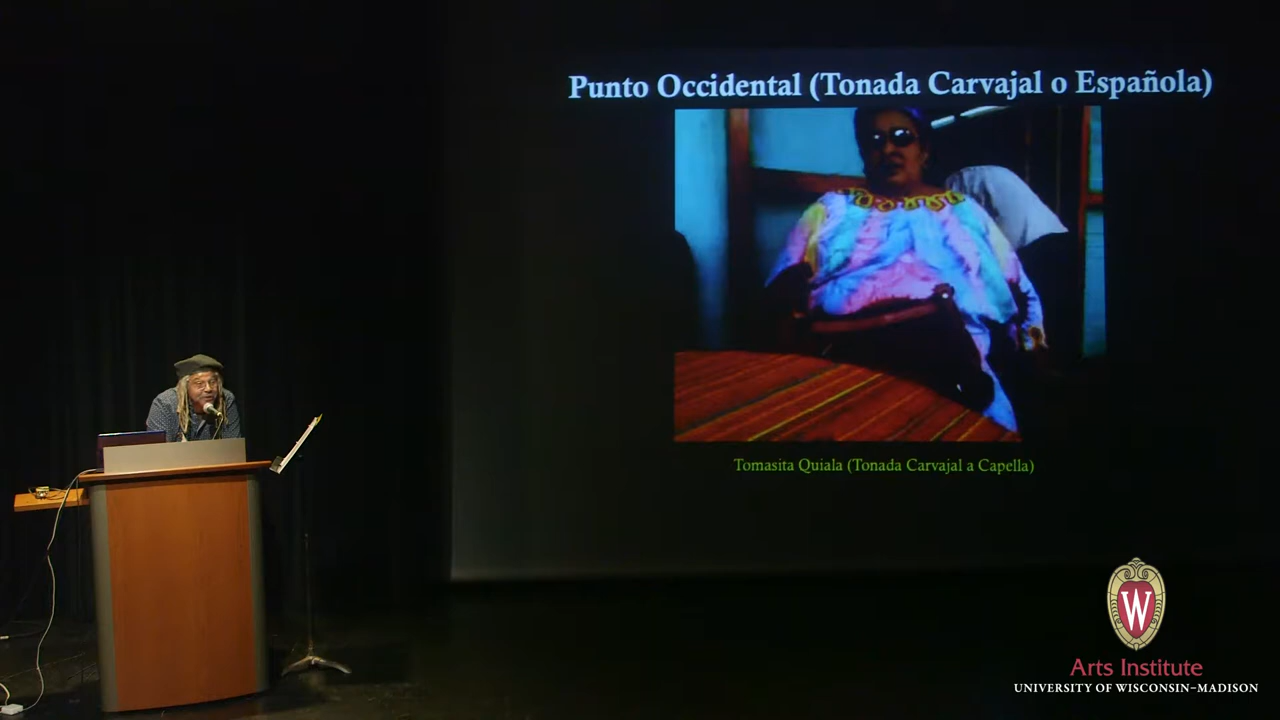 Punto Occidental (Tonada Carvajal o Española)
Tomasita Quiala (Tonada Carvajal a Capella)
W
Arts Institute
UNIVERSITY OF WISCONSIN–MADISON